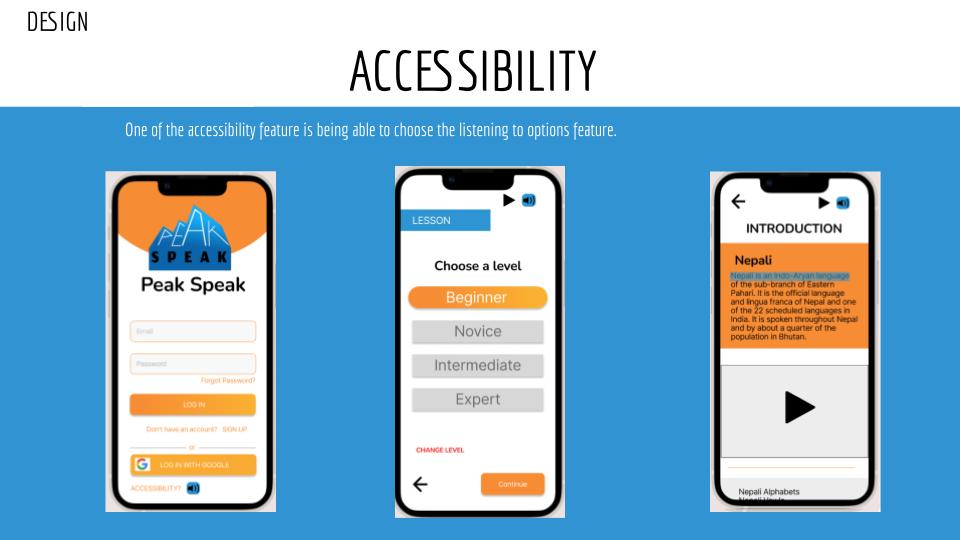 DESIGN
ACCESSIBILITY
One of the accessibility feature is being able to choose the listening to options feature.
PEAK
SPEAK
Peak Speak
Email
Password
Forgot Password?
LOG IN
Don't have an account? SIGN UP
or
LOG IN WITH GOOGLE
ACCESSIBILITY?
LESSON
Choose a level
Beginner
Novice
Intermediate
Expert
CHANGE LEVEL
Continue
INTRODUCTION
Nepali
Nepali is an Indo-Aryan language
of the sub-branch of Eastern
Pahari. It is the official language
and lingua franca of Nepal and one
of the 22 scheduled languages in
India. It is spoken throughout Nepal
and by about a quarter of the
population in Bhutan.
Nepali Alphabets